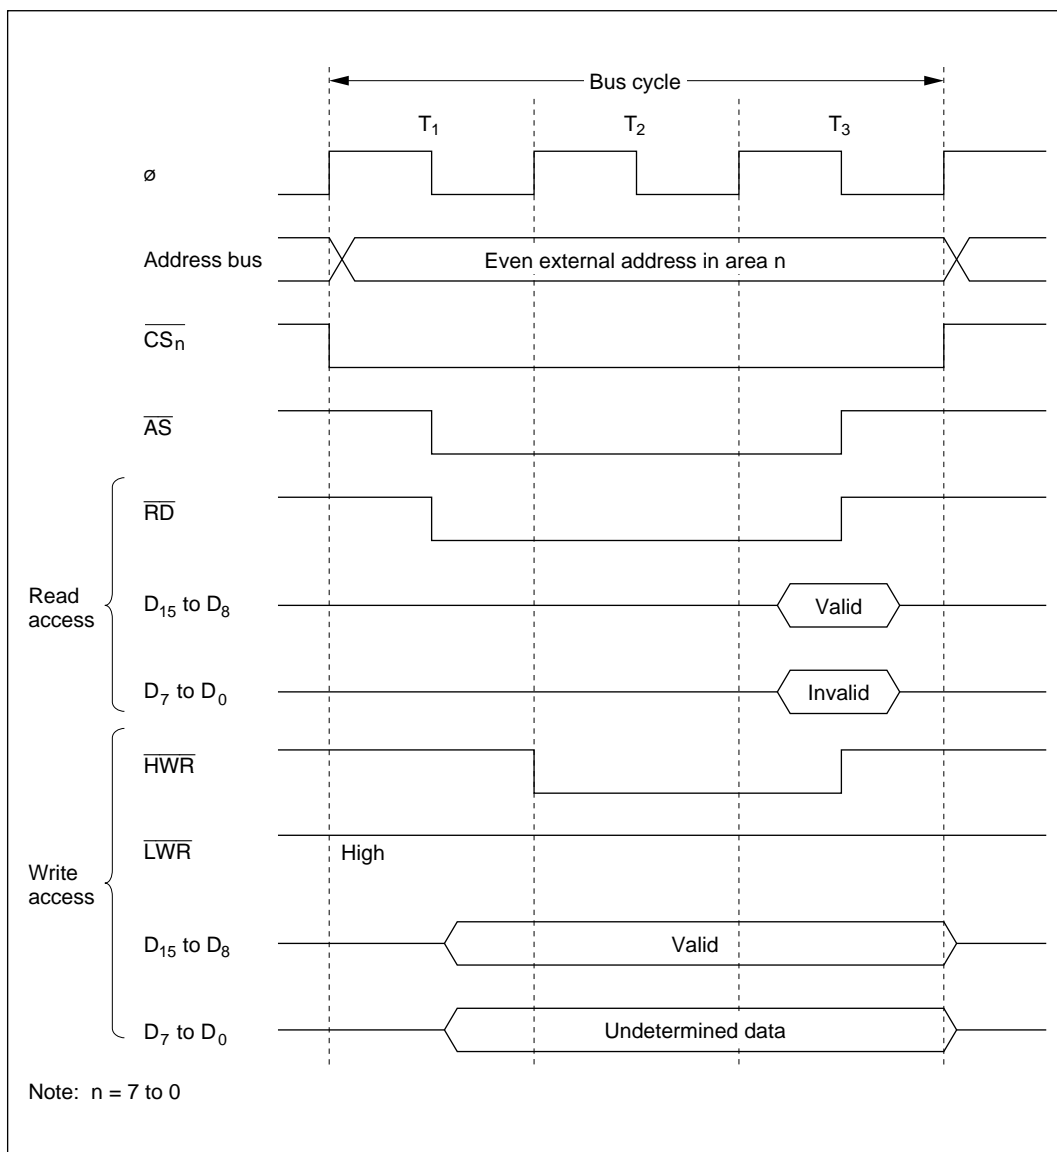 Bus cycle
T1 T2 T3
ø
Address bus Even external address in area n
CSn
AS
RD
Read access
D15 to D8 Valid
D7 to D0 Invalid
HWR
LWR High
Write access
D15 to D8 Valid
D7 to D0 Undetermined data
Note: n = 7 to 0